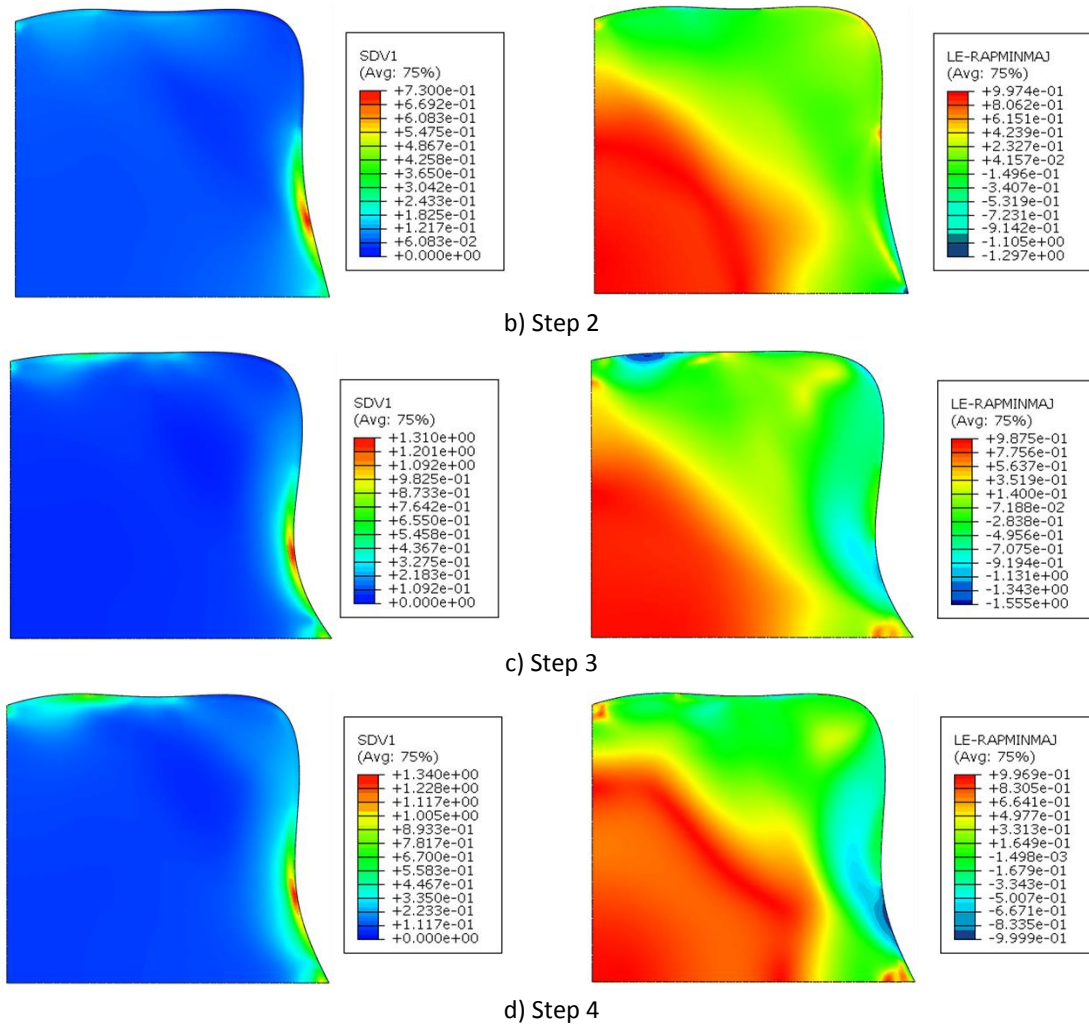 SDV1
(Avg: 75%)
+7.300e-01
+6.692e-01
+6.083e-01
+5.475e-01
+4.867e-01
+4.258e-01
+3.650e-01
+3.042e-01
+2.433e-01
+1.825e-01
+1.217e-01
+6.083e-02
+0.000e+00
LE-RAPMINMAJ
(Avg: 75%)
+9.974e-01
+8.062e-01
+6.151e-01
+4.239e-01
+2.327e-01
+4.157e-02
-1.496e-01
-3.407e-01
-5.319e-01
-7.231e-01
-9.142e-01
-1.105e+00
-1.297e+00
b) Step 2
SDV1
(Avg: 75%)
+1.310e+00
+1.201e+00
+1.092e+00
+9.825e-01
+8.733e-01
+7.642e-01
+6.550e-01
+5.458e-01
+4.367e-01
+3.275e-01
+2.183e-01
+1.092e-01
+0.000e+00
LE-RAPMINMAJ
(Avg: 75%)
+9.875e-01
+7.756e-01
+5.637e-01
+3.519e-01
+1.400e-01
-7.188e-02
-2.838e-01
-4.956e-01
-7.075e-01
-9.194e-01
-1.131e+00
-1.343e+00
-1.555e+00
c) Step 3
SDV1
(Avg: 75%)
+1.340e+00
+1.228e+00
+1.117e+00
+1.005e+00
+8.933e-01
+7.817e-01
+6.700e-01
+5.583e-01
+4.467e-01
+3.350e-01
+2.233e-01
+1.117e-01
+0.000e+00
LE-RAPMINMAJ
(Avg: 75%)
+9.969e-01
+8.305e-01
+6.641e-01
+4.977e-01
+3.313e-01
+1.649e-01
-1.498e-03
-1.679e-01
-3.343e-01
-5.007e-01
-6.671e-01
-8.335e-01
-9.999e-01
d) Step 4